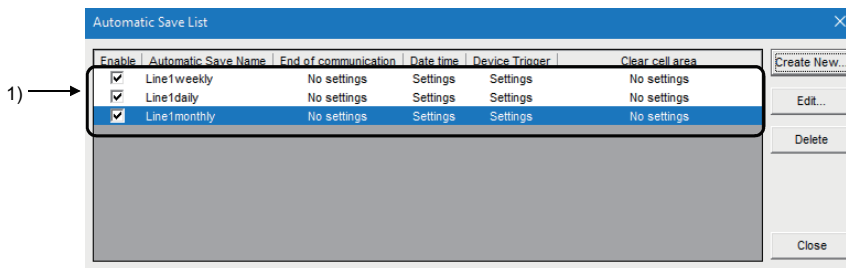 Automatic Save List
Enable Automatic Save Name End of communication Date time Device Trigger Clear cell area
Line1weekly No settings Settings Settings No settings
Line1daily No settings Settings Settings No settings
Line1monthly No settings Settings Settings No settings
1)
Create New...
Edit...
Delete
Close